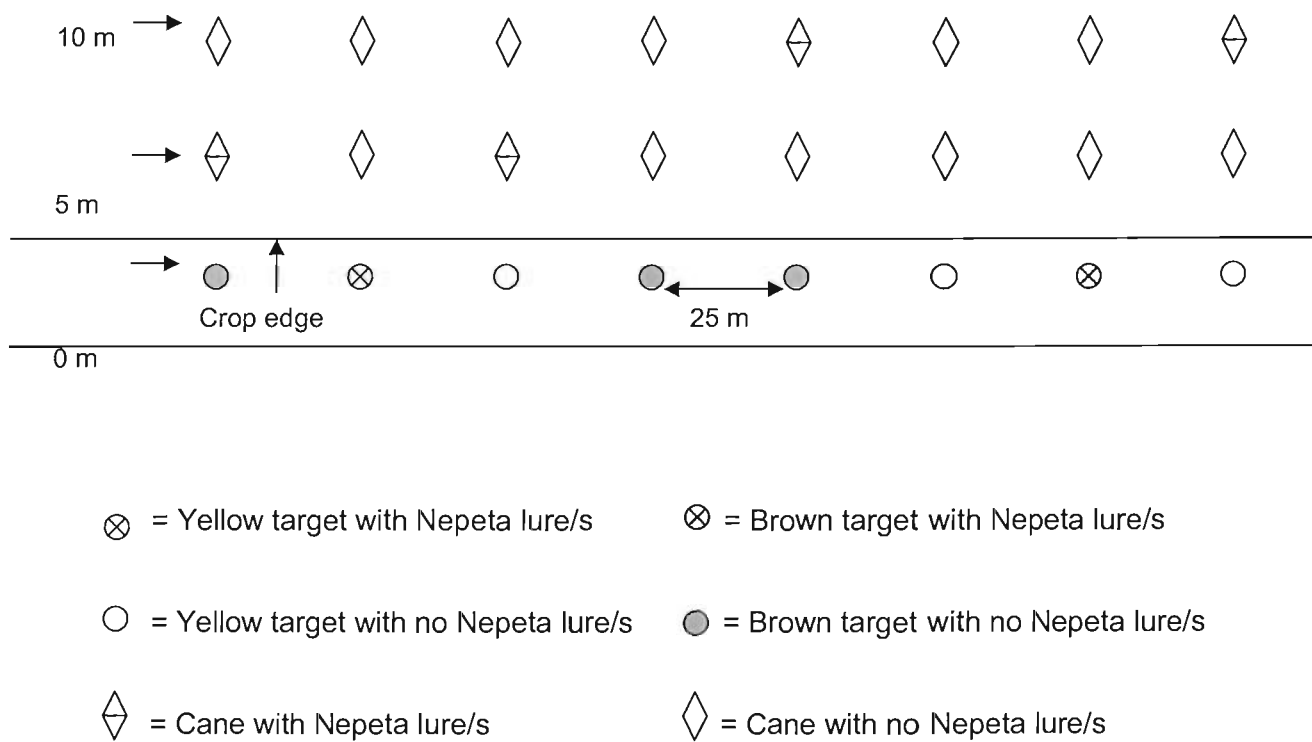 10 m
5 m
Crop edge
25 m
0 m
= Yellow target with Nepeta lure/s
= Brown target with Nepeta lure/s
= Yellow target with no Nepeta lure/s
= Brown target with no Nepeta lure/s
= Cane with Nepeta lure/s
= Cane with no Nepeta lure/s